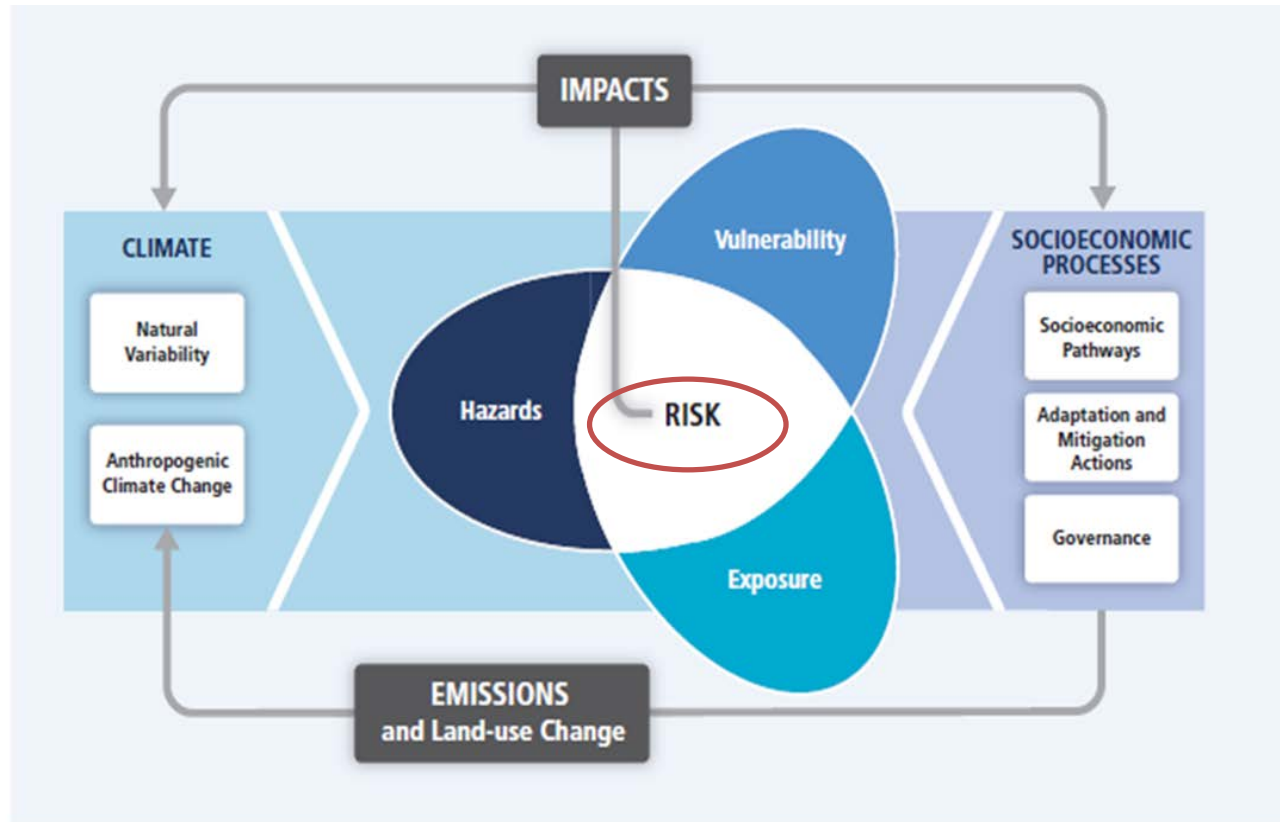 IMPACTS
CLIMATE
Natural
Variability
Anthropogenic
Climate Change
Vulnerability
Hazards
RISK
Exposure
SOCIOECONOMIC
PROCESSES
Socioeconomic
Pathways
Adaptation and
Mitigation
Actions
Governance
EMISSIONS
and Land-use Change